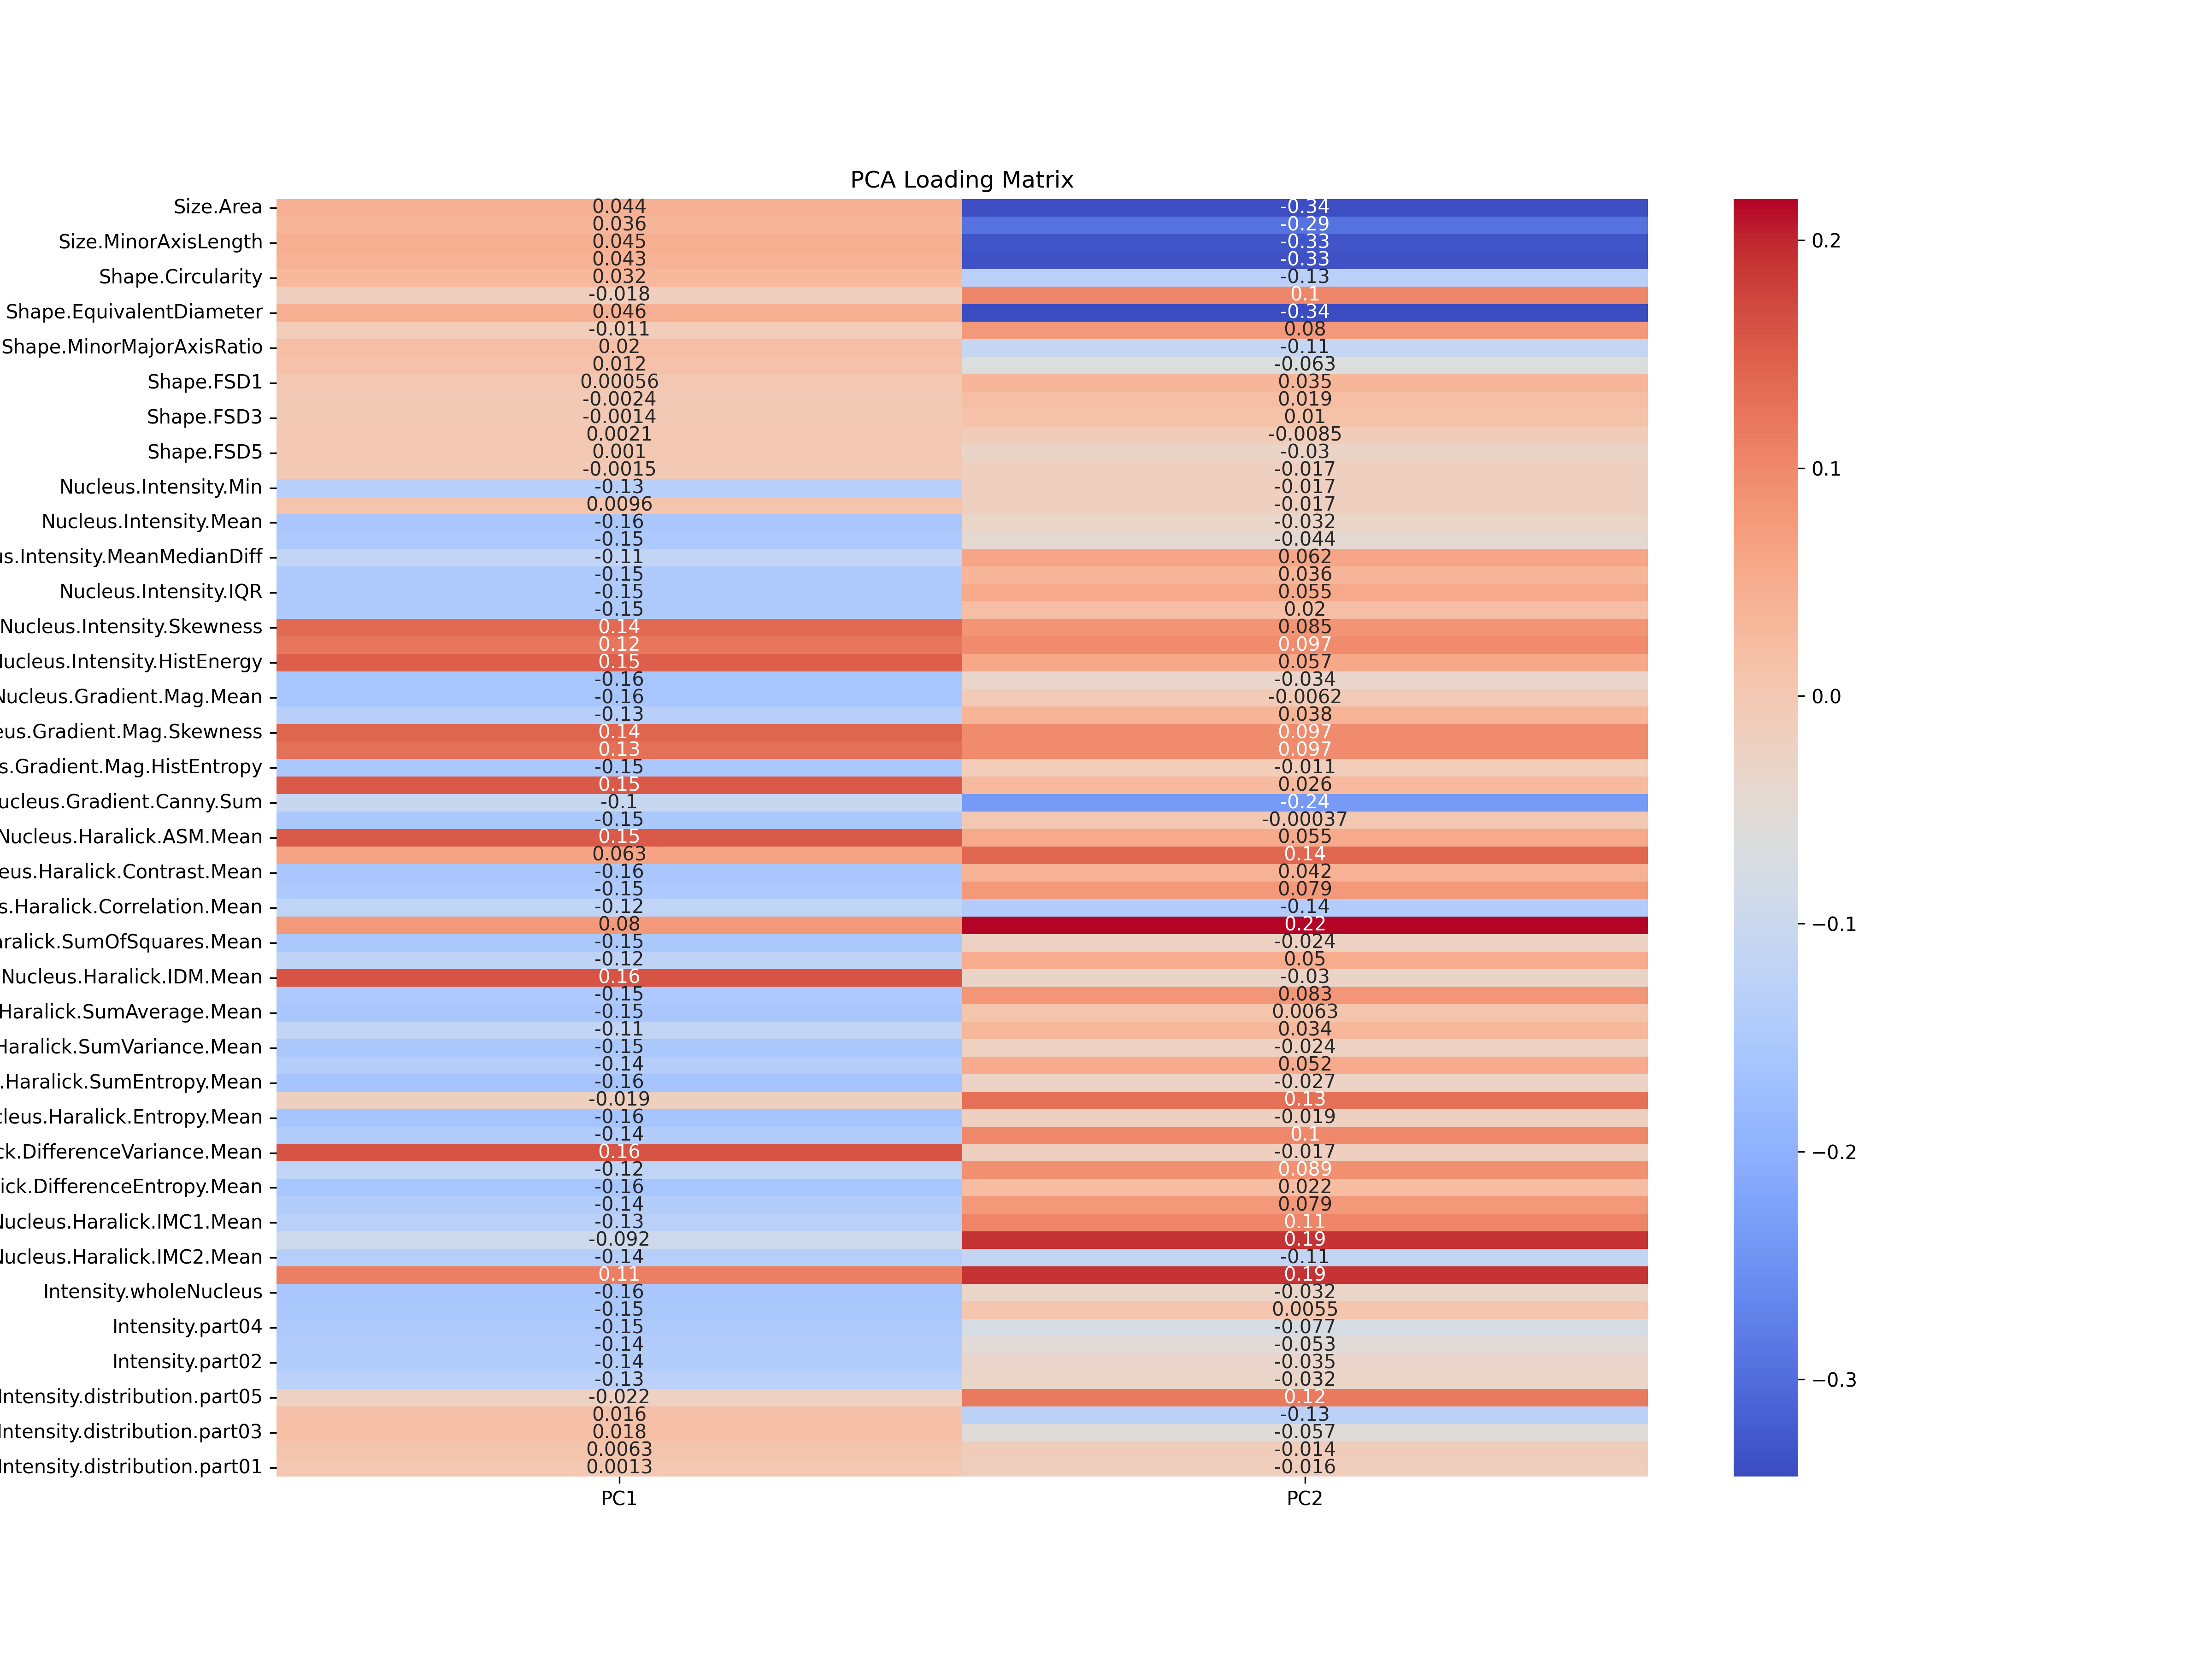 PCA Loading Matrix
Size.Area 0.044 -0.34
0.036 -0.29
Size.MinorAxisLength 0.045 -0.33
0.043 -0.33
Shape.Circularity 0.032 -0.13
-0.018 0.1
Shape.EquivalentDiameter 0.046 -0.34
-0.011 0.08
Shape.MinorMajorAxisRatio 0.02 -0.11
0.012 -0.063
Shape.FSD1 0.00056 0.035
-0.0024 0.019
Shape.FSD3 -0.0014 0.01
0.0021 -0.0085
Shape.FSD5 0.001 -0.03
-0.0015 -0.017
Nucleus.Intensity.Min -0.13 -0.017
0.0096 -0.017
Nucleus.Intensity.Mean -0.16 -0.032
-0.15 -0.044
us.Intensity.MeanMedianDiff -0.11 0.062
-0.15 0.036
Nucleus.Intensity.IQR -0.15 0.055
-0.15 0.02
Nucleus.Intensity.Skewness 0.14 0.085
0.12 0.097
Nucleus.Intensity.HistEnergy 0.15 0.057
-0.16 -0.034
Nucleus.Gradient.Mag.Mean -0.16 -0.0062
-0.13 0.038
eus.Gradient.Mag.Skewness 0.14 0.097
0.13 0.097
s.Gradient.Mag.HistEntropy -0.15 -0.011
0.15 0.026
ucleus.Gradient.Canny.Sum -0.1 -0.24
-0.15 -0.00037
Nucleus.Haralick.ASM.Mean 0.15 0.055
0.063 0.14
eus.Haralick.Contrast.Mean -0.16 0.042
-0.15 0.079
s.Haralick.Correlation.Mean -0.12 -0.14
0.08 0.22
aralick.SumOfSquares.Mean -0.15 -0.024
-0.12 0.05
Nucleus.Haralick.IDM.Mean 0.16 -0.03
-0.15 0.083
Haralick.SumAverage.Mean -0.15 0.0063
-0.11 0.034
Haralick.SumVariance.Mean -0.15 -0.024
-0.14 0.052
.Haralick.SumEntropy.Mean -0.16 -0.027
-0.019 0.13
cleus.Haralick.Entropy.Mean -0.16 -0.019
-0.14 0.1
ck.DifferenceVariance.Mean 0.16 -0.017
-0.12 0.089
ick.DifferenceEntropy.Mean -0.16 0.022
-0.14 0.079
Nucleus.Haralick.IMC1.Mean -0.13 0.11
-0.092 0.19
Nucleus.Haralick.IMC2.Mean -0.14 -0.11
0.11 0.19
Intensity.wholeNucleus -0.16 -0.032
-0.15 0.0055
Intensity.part04 -0.15 -0.077
-0.14 -0.053
Intensity.part02 -0.14 -0.035
-0.13 -0.032
Intensity.distribution.part05 -0.022 0.12
0.016 -0.13
Intensity.distribution.part03 0.018 -0.057
0.0063 -0.014
Intensity.distribution.part01 0.0013 -0.016
PC1 PC2
0.2
0.1
0.0
−0.1
−0.2
−0.3